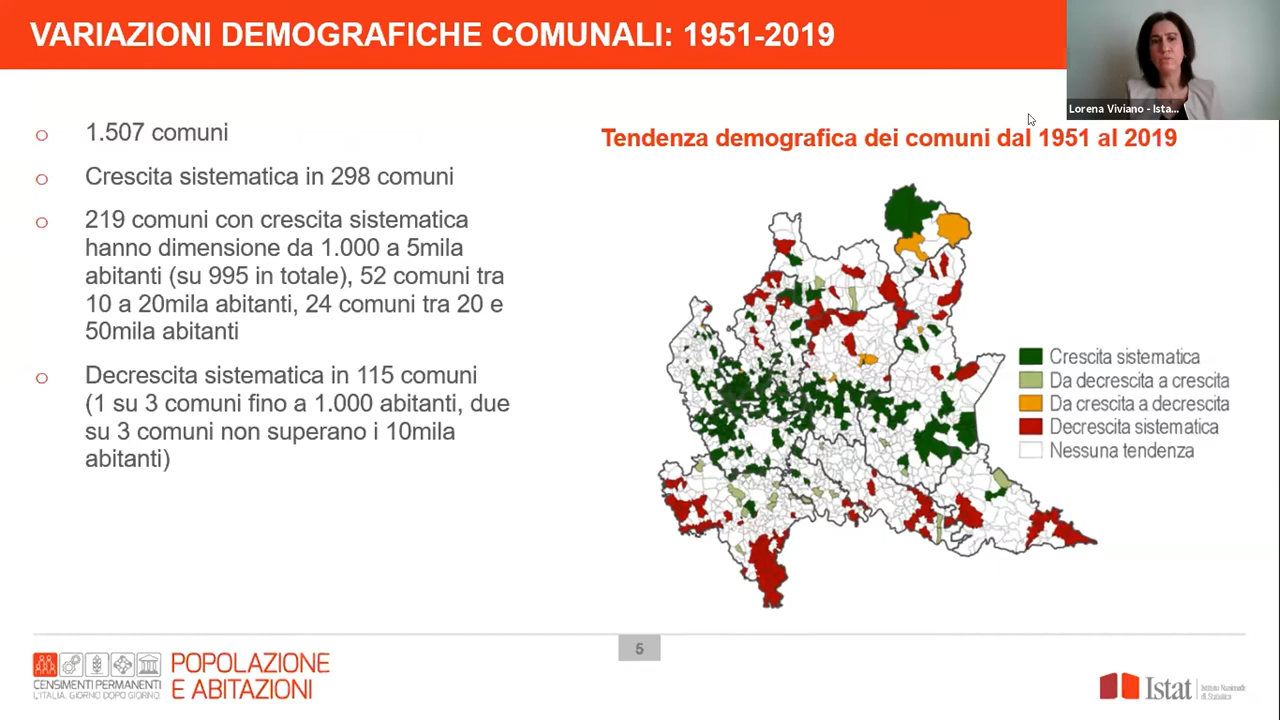 VARIAZIONI DEMOGRAFICHE COMUNALI: 1951-2019
Lorena Viviano - Ista...
1.507 comuni
Crescita sistematica in 298 comuni
219 comuni con crescita sistematica
hanno dimensione da 1.000 a 5mila
abitanti (su 995 in totale), 52 comuni tra
10 a 20mila abitanti, 24 comuni tra 20 e
50mila abitanti
Decrescita sistematica in 115 comuni
(1 su 3 comuni fino a 1.000 abitanti, due
su 3 comuni non superano i 10mila
abitanti)
Tendenza demografica dei comuni dal 1951 al 2019
Crescita sistematica
Da decrescita a crescita
Da crescita a decrescita
Decrescita sistematica
Nessuna tendenza
5
CENSIMENTI PERMANENTI
L'ITALIA, GIORNO DOPO GIORNO
POPOLAZIONE
E ABITAZIONI
Istat
Istituto Nazionale
di Statistica